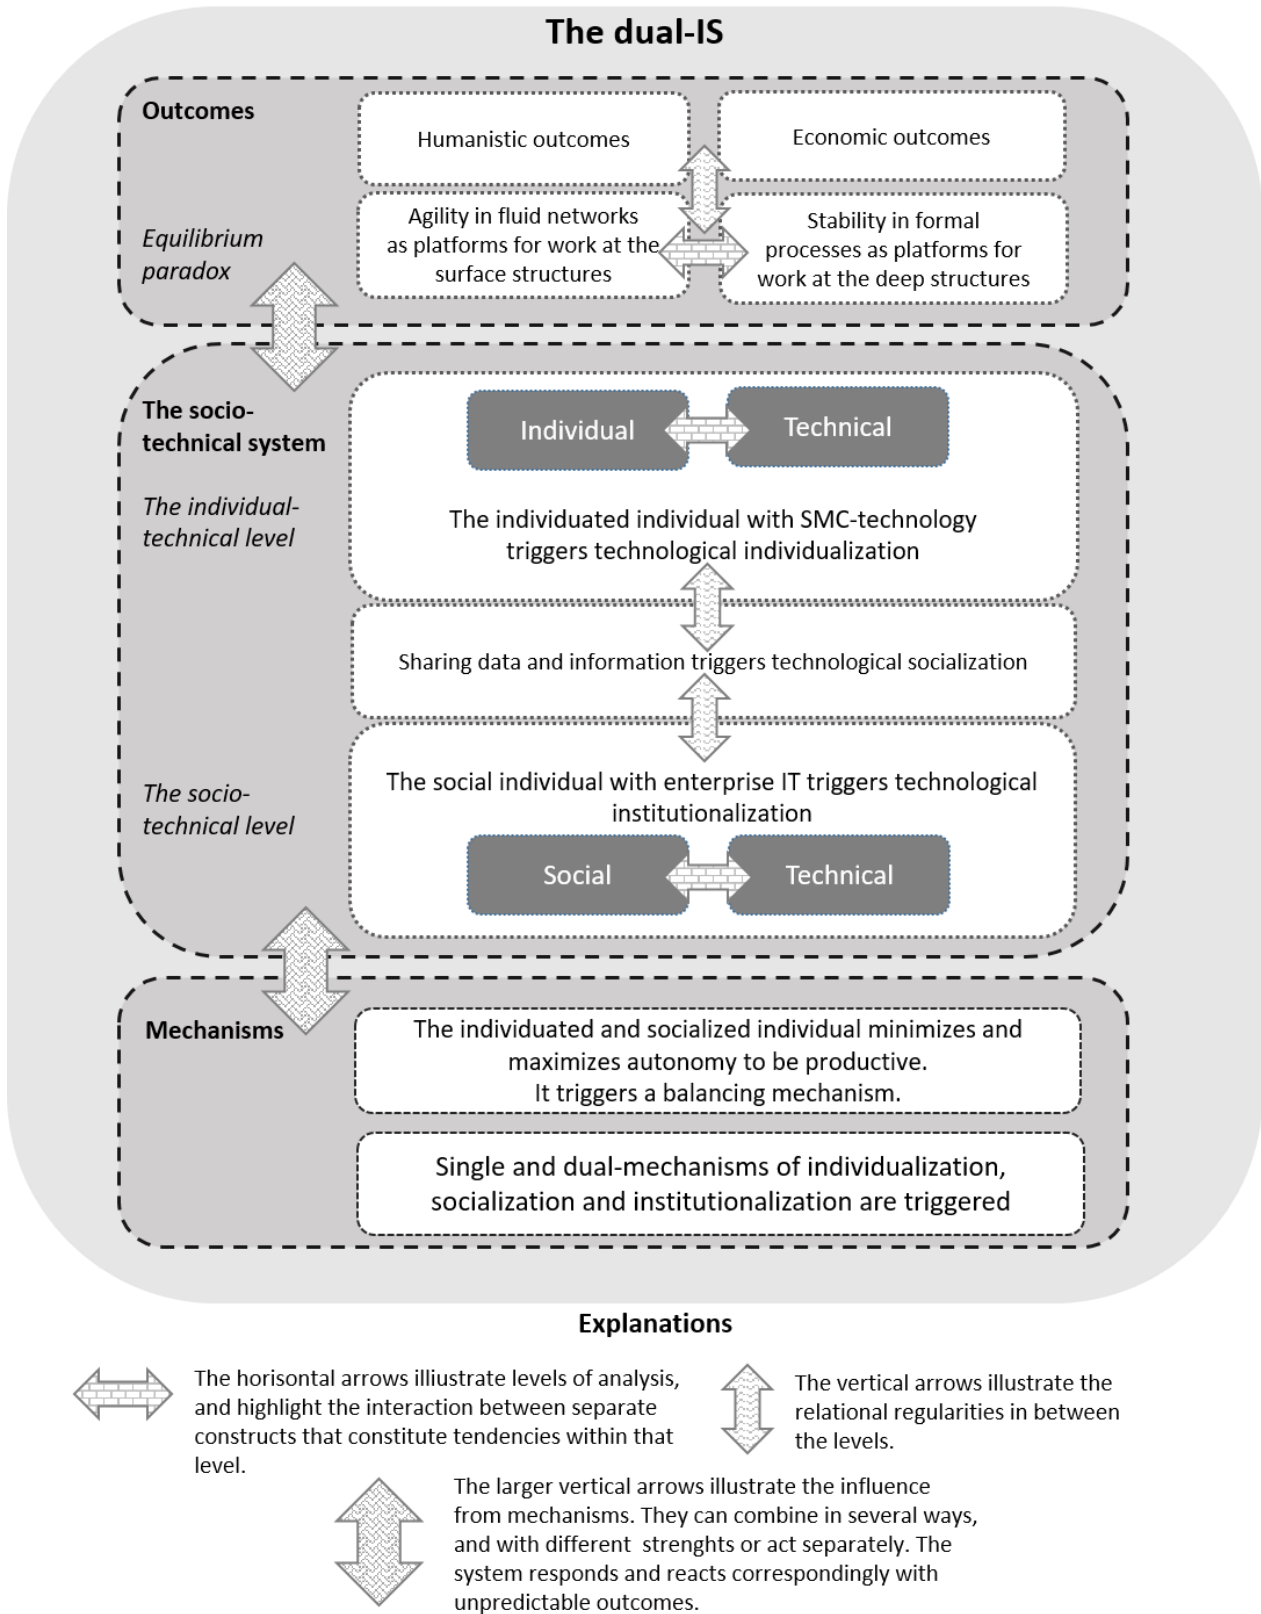 The dual-IS
Outcomes
Humanistic outcomes
Economic outcomes
Equilibrium
paradox
Agility in fluid networks
as platforms for work at the
surface structures
Stability in formal
processes as platforms for
work at the deep structures
The socio-
technical system
Individual
Technical
The individual-
technical level
The individuated individual with SMC-technology
triggers technological individualization
Sharing data and information triggers technological socialization
The socio-
technical level
The social individual with enterprise IT triggers technological
institutionalization
Social
Technical
Mechanisms
The individuated and socialized individual minimizes and
maximizes autonomy to be productive.
It triggers a balancing mechanism.
Single and dual-mechanisms of individualization,
socialization and institutionalization are triggered
Explanations
The horisontal arrows illustrate levels of analysis,
and highlight the interaction between separate
constructs that constitute tendencies within that
level.
The vertical arrows illustrate the
relational regularities in between
the levels.
The larger vertical arrows illustrate the influence
from mechanisms. They can combine in several ways,
and with different strenghts or act separately. The
system responds and reacts correspondingly with
unpredictable outcomes.